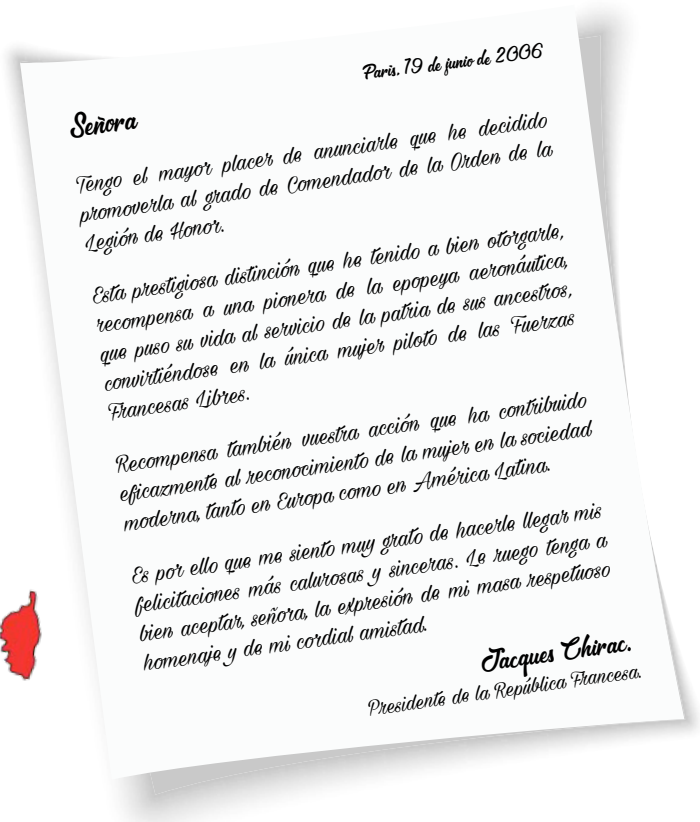 París, 19 de junio de 2006
Señora
Tengo el mayor placer de anunciarle que he decidido
promoverla al grado de Comendador de la Orden de la
Legión de Honor.
Esta prestigiosa distinción que he tenido a bien otorgarle,
recompensa a una pionera de la epopeya aeronáutica,
que puso su vida al servicio de la patria de sus ancestros,
convirtiéndose en la única mujer piloto de las Fuerzas
Francesas Libres.
Recompensa también vuestra acción que ha contribuido
eficazmente al reconocimiento de la mujer en la sociedad
moderna, tanto en Europa como en América Latina.
Es por ello que me siento muy grato de hacerle llegar mis
felicitaciones más calurosas y sinceras. Le ruego tenga a
bien aceptar, señora, la expresión de mi masa respetuoso
homenaje y de mi cordial amistad.
Jacques Chirac.
Presidente de la República Francesa.